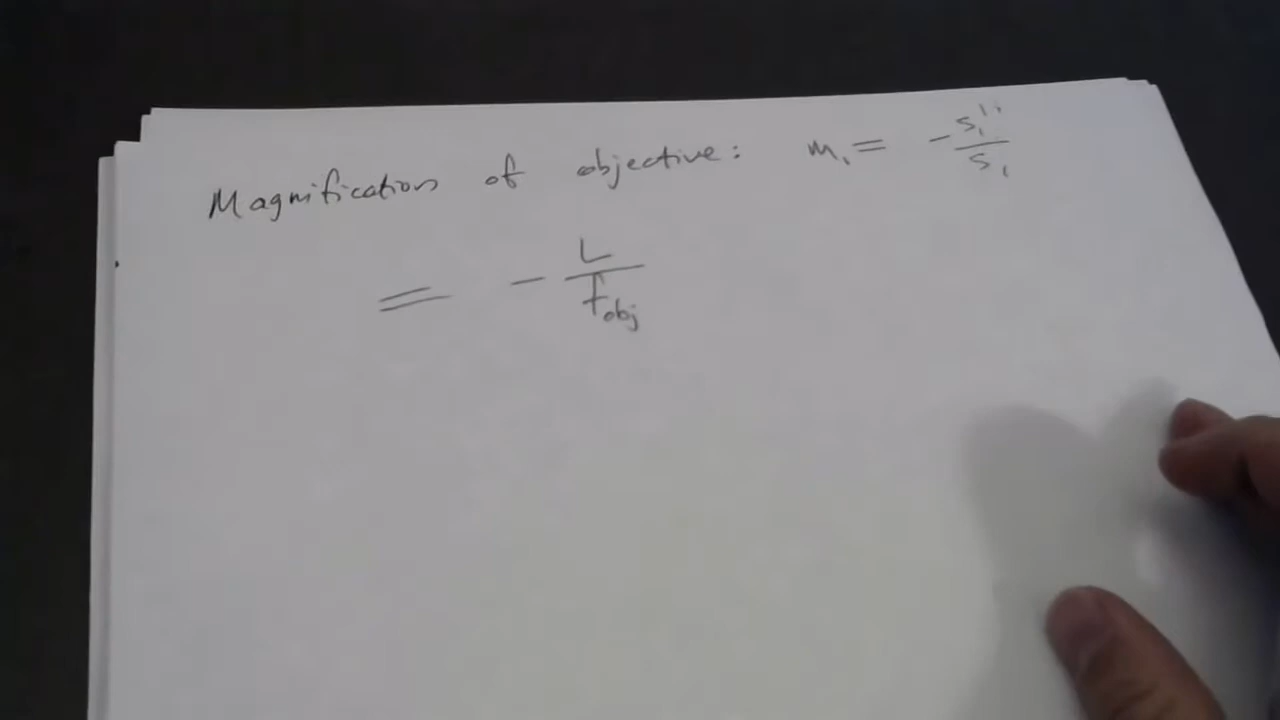 Magnification of objective: m₁ = - s₁'' / s₁
= - L / f_obj